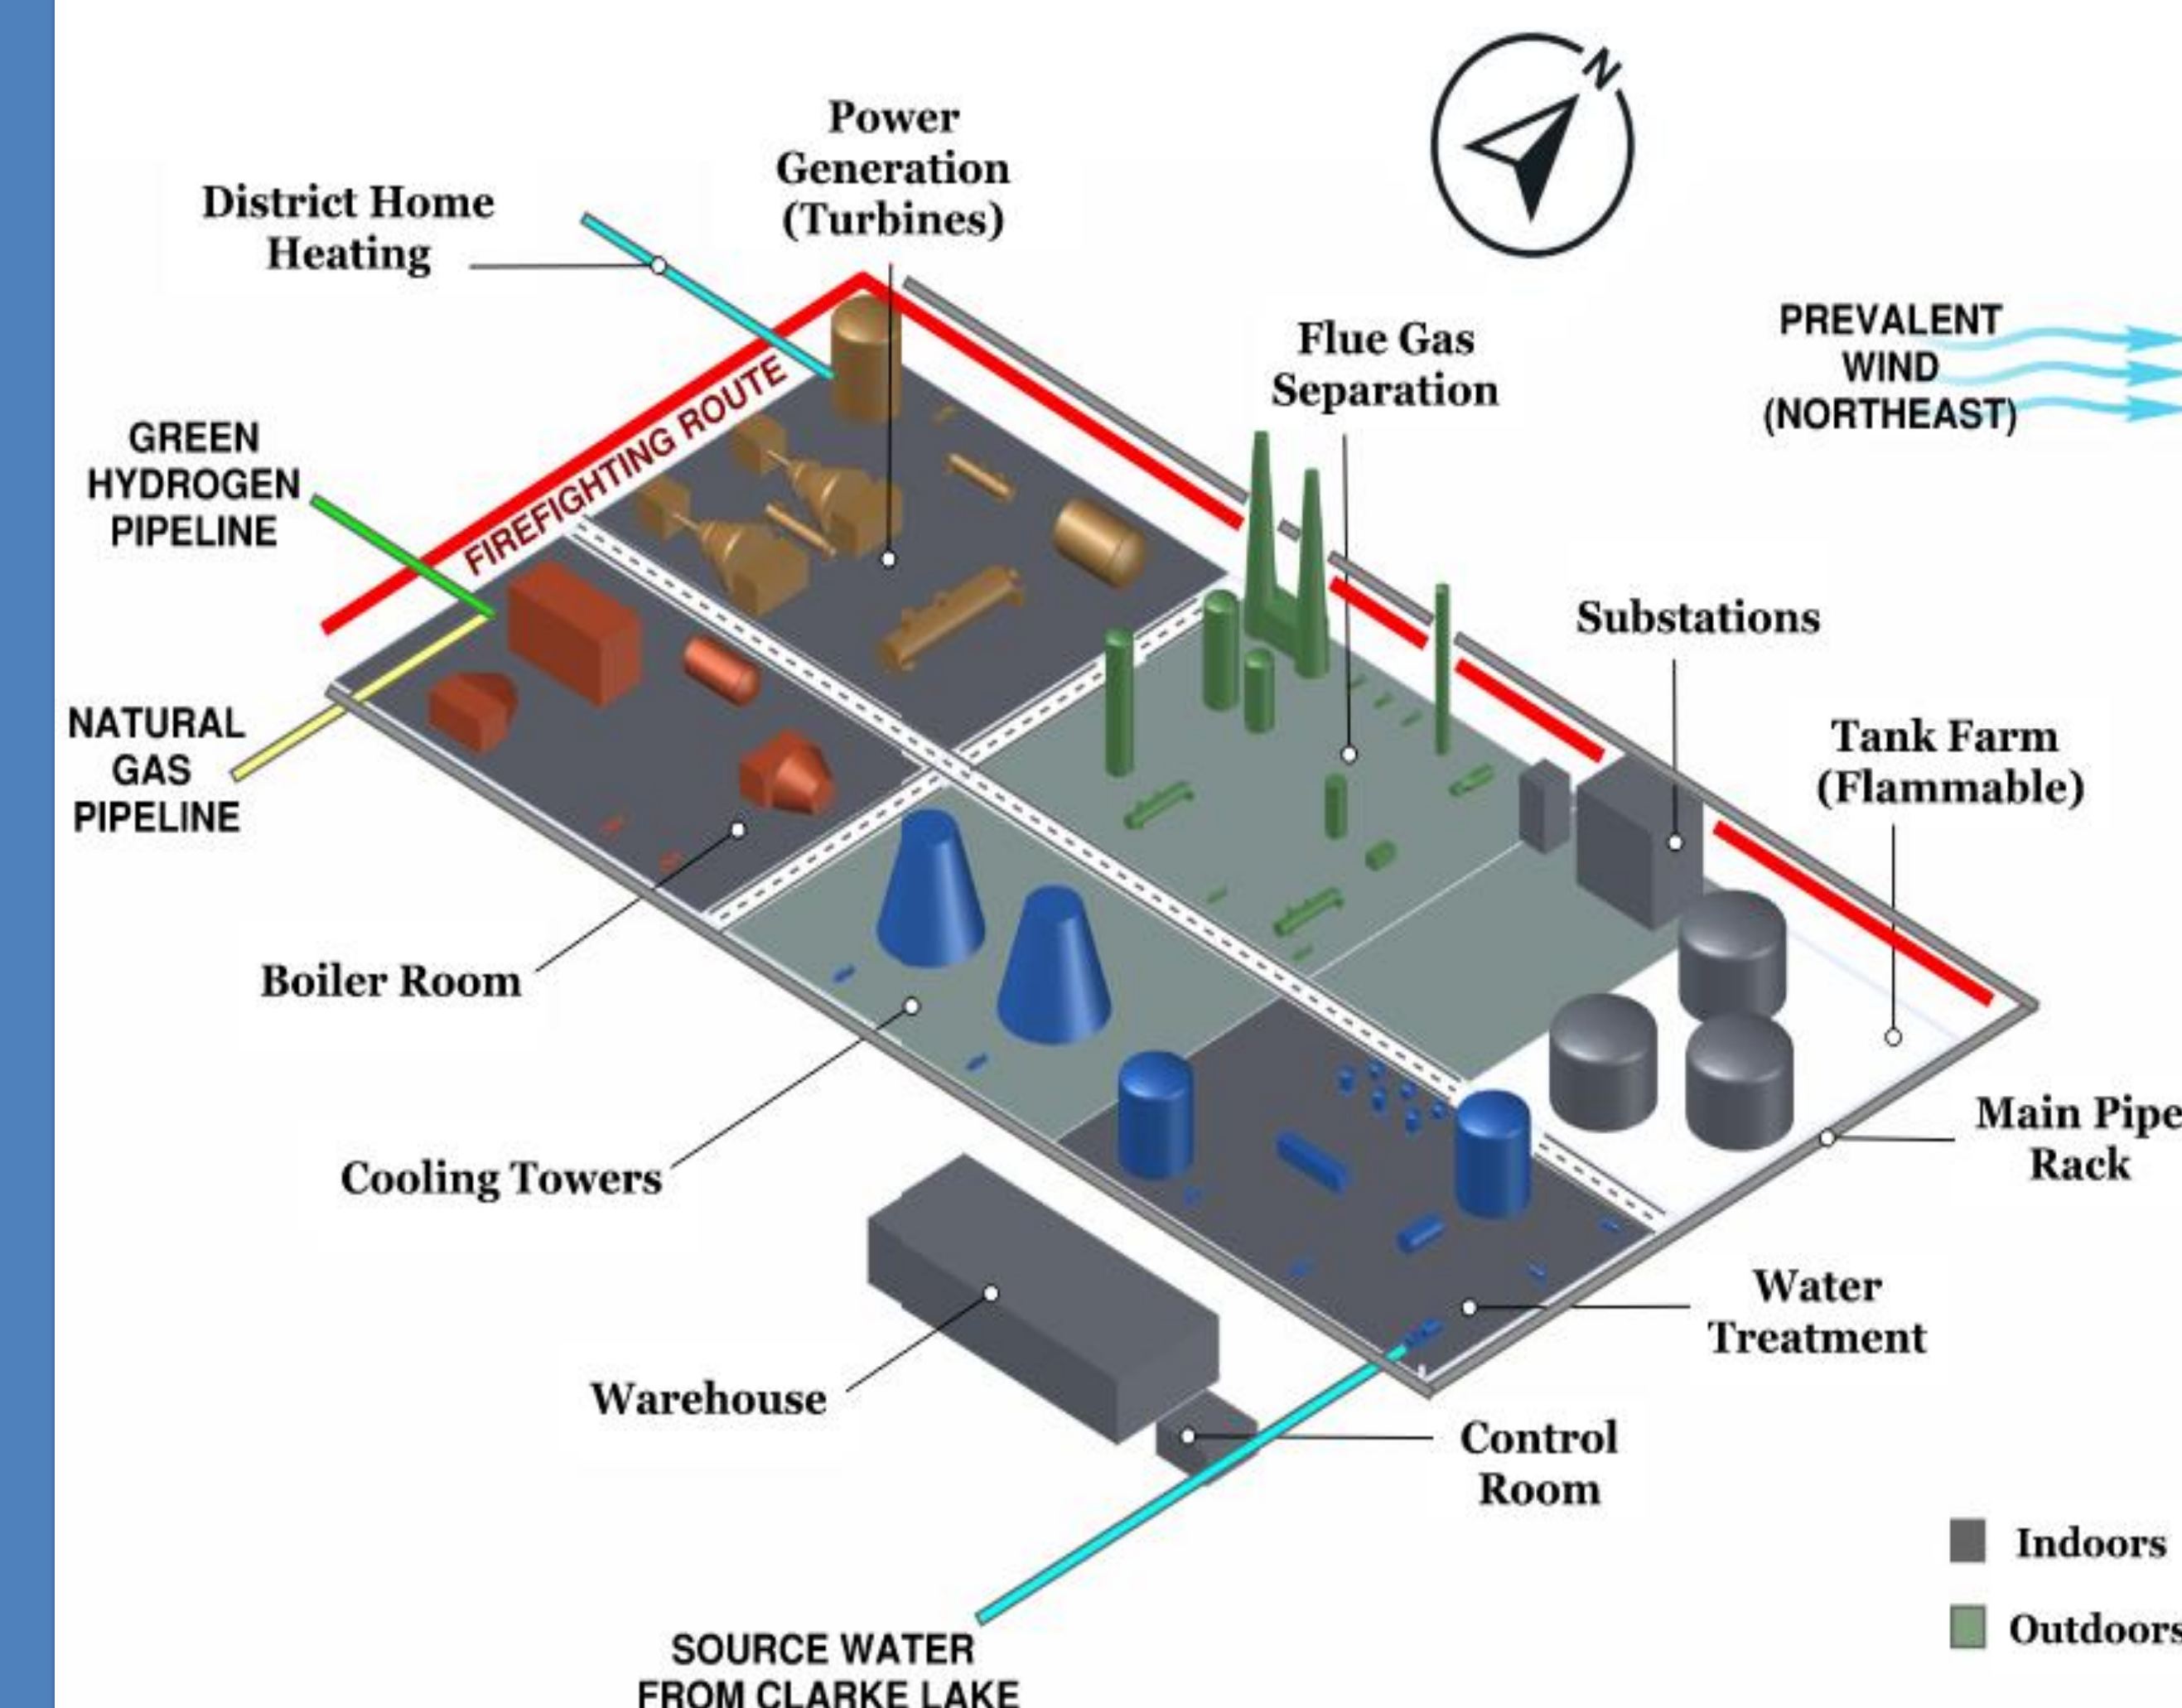 N
Power
Generation
(Turbines)
District Home
Heating
PREVALENT
WIND
(NORTHEAST)
Flue Gas
Separation
FIREFIGHTING ROUTE
GREEN
HYDROGEN
PIPELINE
Substations
NATURAL
GAS
PIPELINE
Tank Farm
(Flammable)
Boiler Room
Main Pipe
Rack
Cooling Towers
Water
Treatment
Warehouse
Control
Room
Indoors
Outdoors
SOURCE WATER
FROM CLARKE LAKE